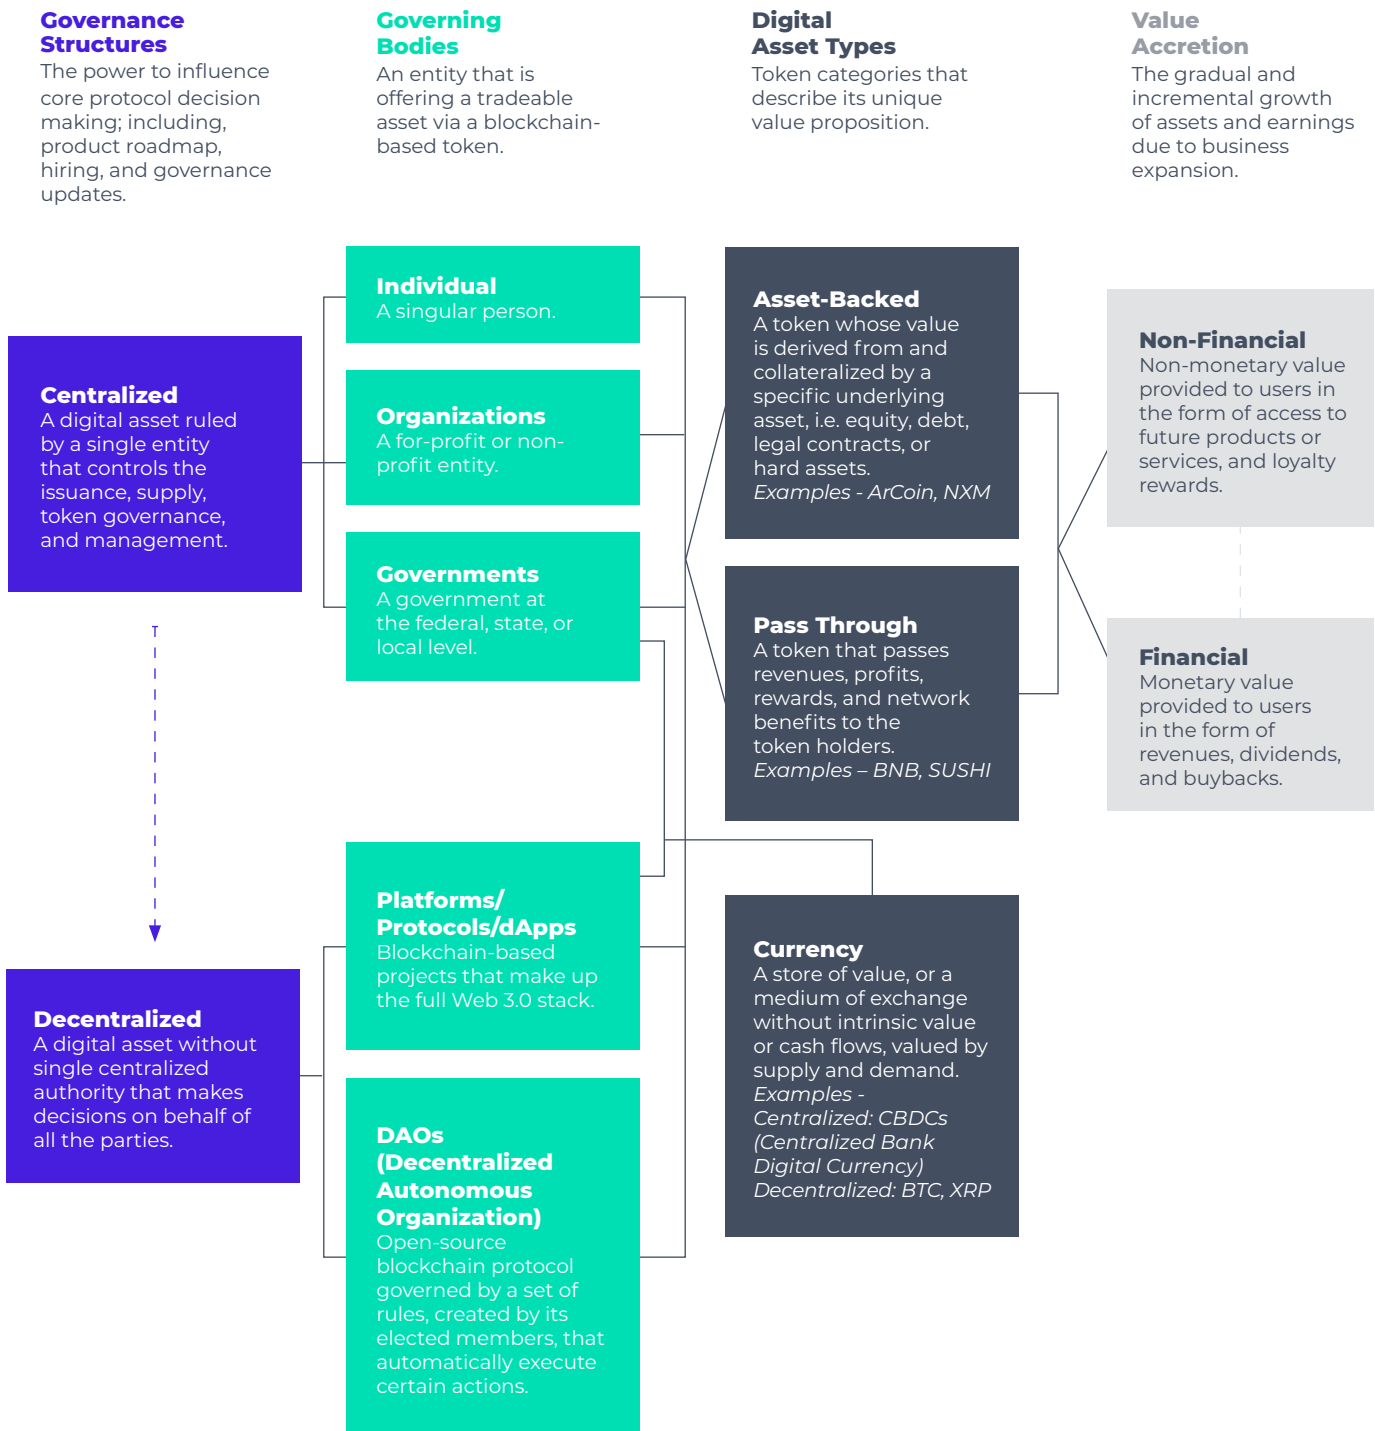 Governance
Structures
The power to influence
core protocol decision
making; including,
product roadmap,
hiring, and governance
updates.
Governing
Bodies
An entity that is
offering a tradeable
asset via a blockchain-
based token.
Digital
Asset Types
Token categories that
describe its unique
value proposition.
Value
Accretion
The gradual and
incremental growth
of assets and earnings
due to business
expansion.
Centralized
A digital asset ruled
by a single entity
that controls the
issuance, supply,
token governance,
and management.
Decentralized
A digital asset without
single centralized
authority that makes
decisions on behalf of
all the parties.
Individual
A singular person.
Organizations
A for-profit or non-
profit entity.
Governments
A government at
the federal, state, or
local level.
Platforms/
Protocols/dApps
Blockchain-based
projects that make up
the full Web 3.0 stack.
DAOs
(Decentralized
Autonomous
Organization)
Open-source
blockchain protocol
governed by a set of
rules, created by its
elected members, that
automatically execute
certain actions.
Asset-Backed
A token whose value
is derived from and
collateralized by a
specific underlying
asset, i.e. equity, debt,
legal contracts, or
hard assets.
Examples - ArCoin, NXM
Pass Through
A token that passes
revenues, profits,
rewards, and network
benefits to the
token holders.
Examples – BNB, SUSHI
Currency
A store of value, or a
medium of exchange
without intrinsic value
or cash flows, valued by
supply and demand.
Examples -
Centralized: CBDCs
(Centralized Bank
Digital Currency)
Decentralized: BTC, XRP
Non-Financial
Non-monetary value
provided to users in
the form of access to
future products or
services, and loyalty
rewards.
Financial
Monetary value
provided to users
in the form of
revenues, dividends,
and buybacks.